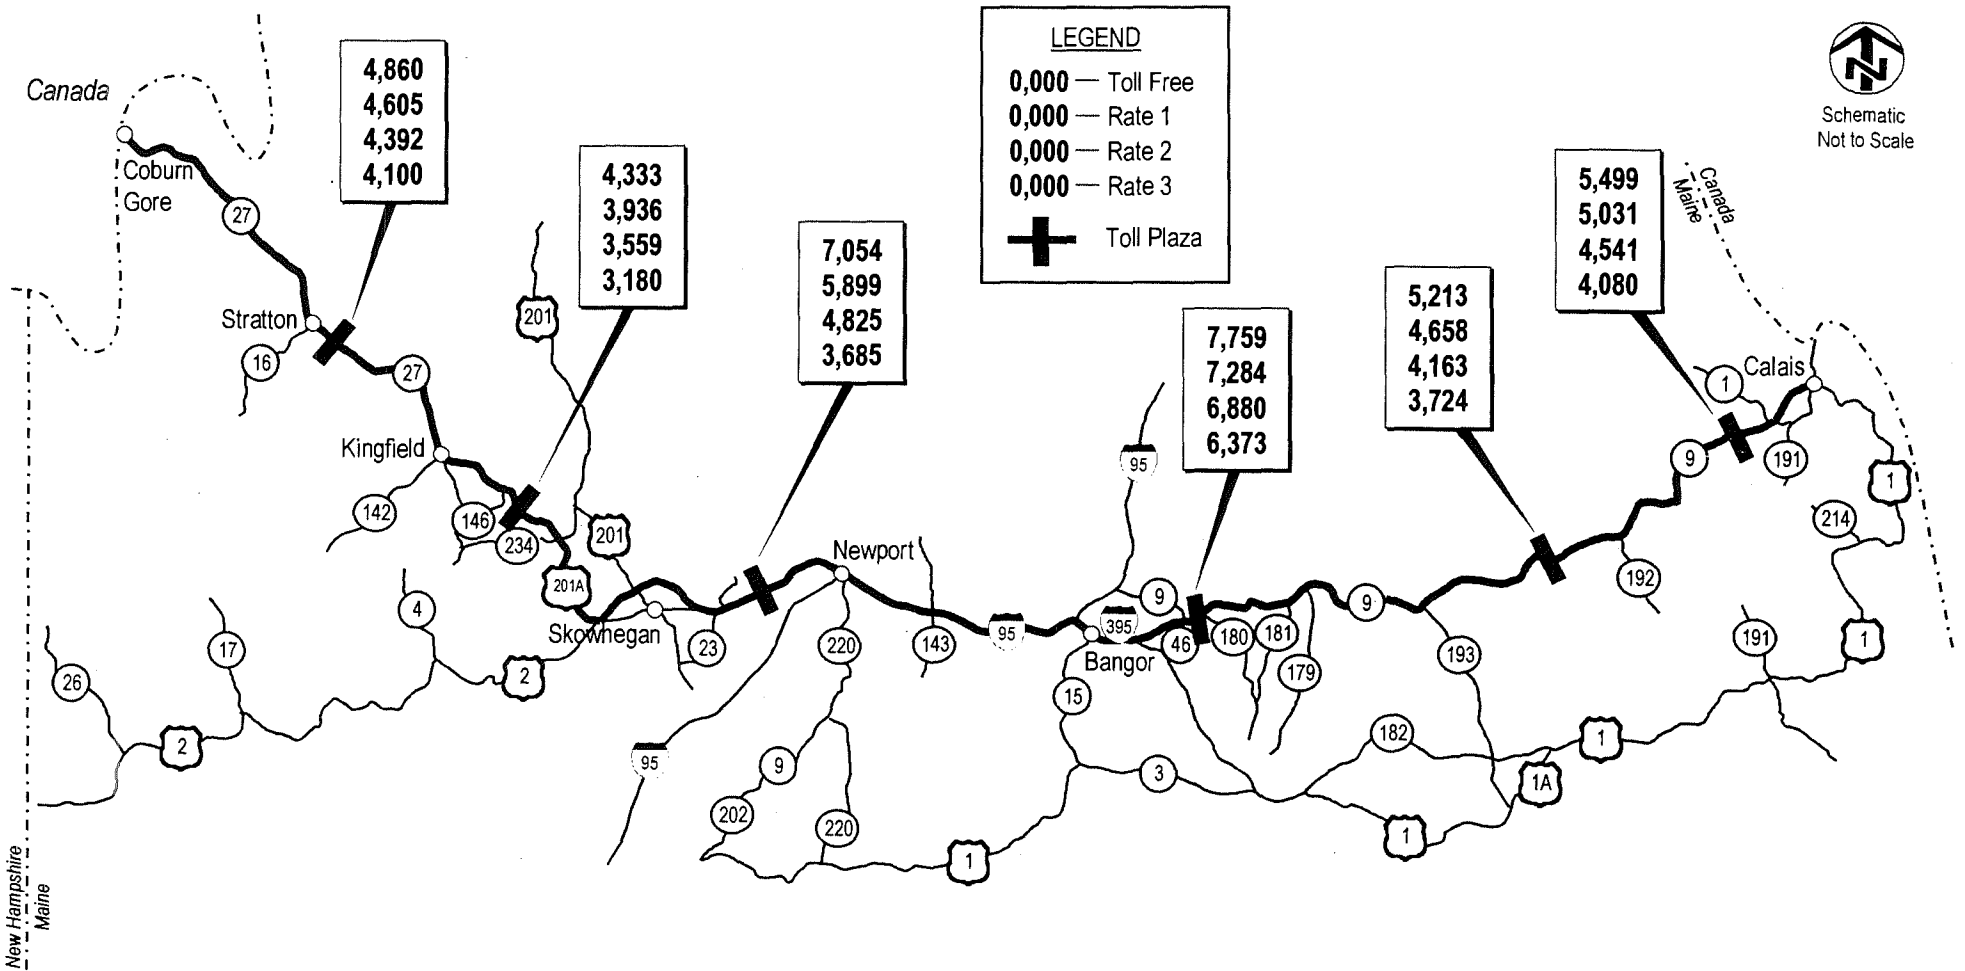 Canada
Coburn
Gore
27
4,860
4,605
4,392
4,100
4,333
3,936
3,559
3,180
7,054
5,899
4,825
3,685
LEGEND
0,000 — Toll Free
0,000 — Rate 1
0,000 — Rate 2
0,000 — Rate 3
Toll Plaza
7,759
7,284
6,880
6,373
5,213
4,658
4,163
3,724
5,499
5,031
4,541
4,080
N
Schematic
Not to Scale
Canada
Maine
Stratton
16
27
Kingfield
142
146
234
201
201
201A
Skowhegan
23
Newport
143
220
95
95
395
Bangor
9
46
180
181
179
9
193
192
9
1
Calais
191
1
214
1
191
26
17
4
2
2
95
9
202
220
1
15
3
182
1
1A
1
New Hampshire
Maine